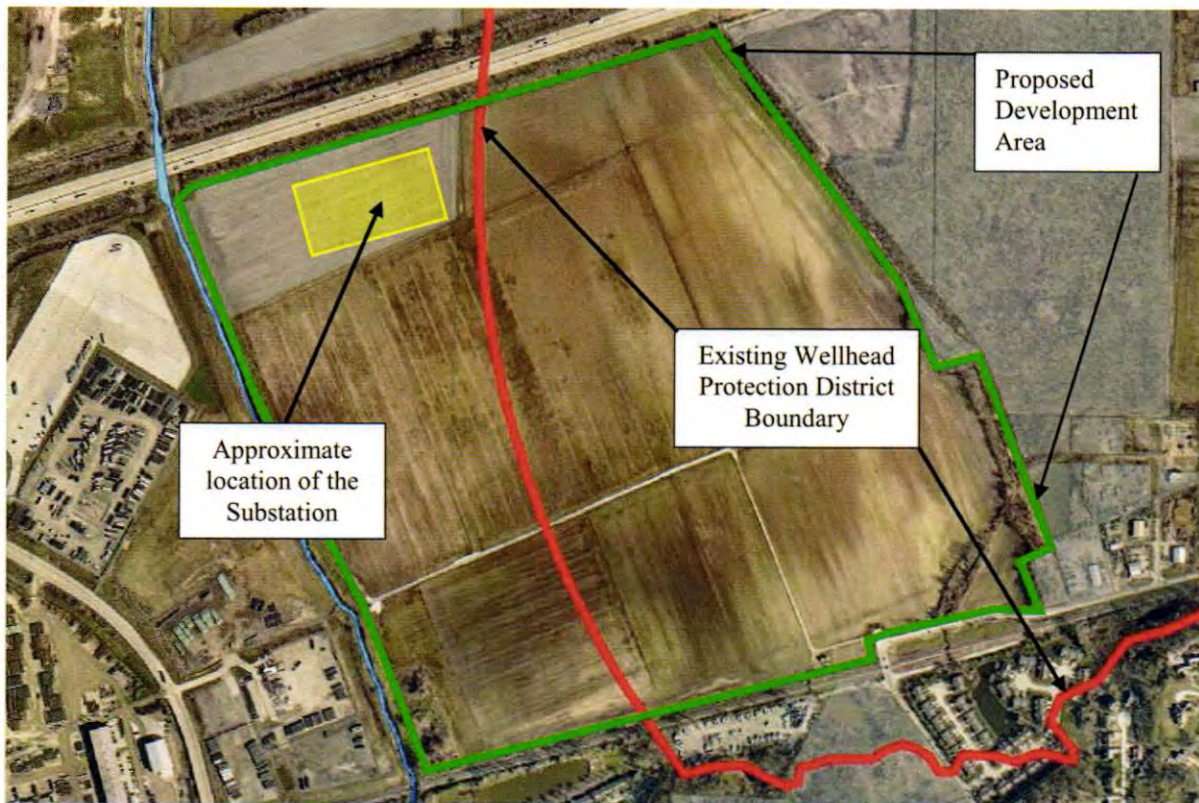 Proposed
Development
Area
Existing Wellhead
Protection District
Boundary
Approximate
location of the
Substation